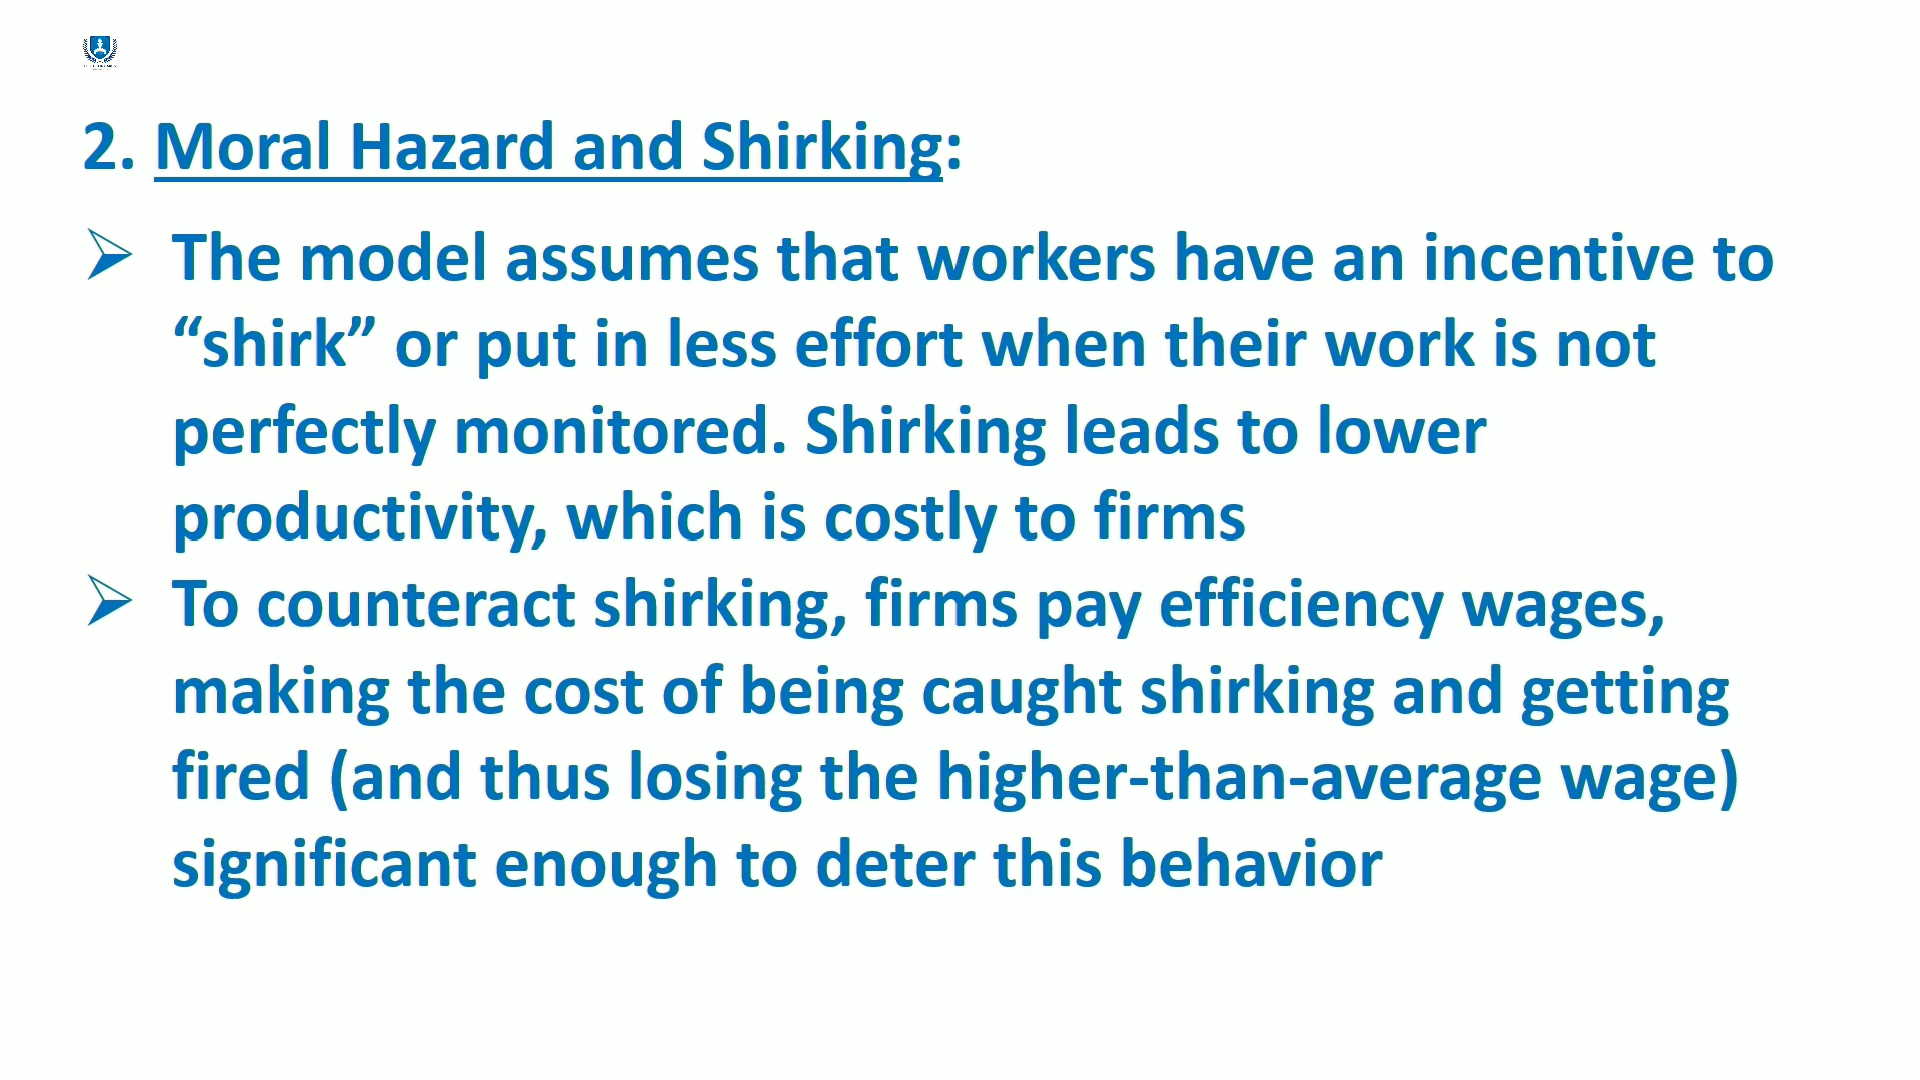 2. Moral Hazard and Shirking:
The model assumes that workers have an incentive to
“shirk” or put in less effort when their work is not
perfectly monitored. Shirking leads to lower
productivity, which is costly to firms
To counteract shirking, firms pay efficiency wages,
making the cost of being caught shirking and getting
fired (and thus losing the higher-than-average wage)
significant enough to deter this behavior